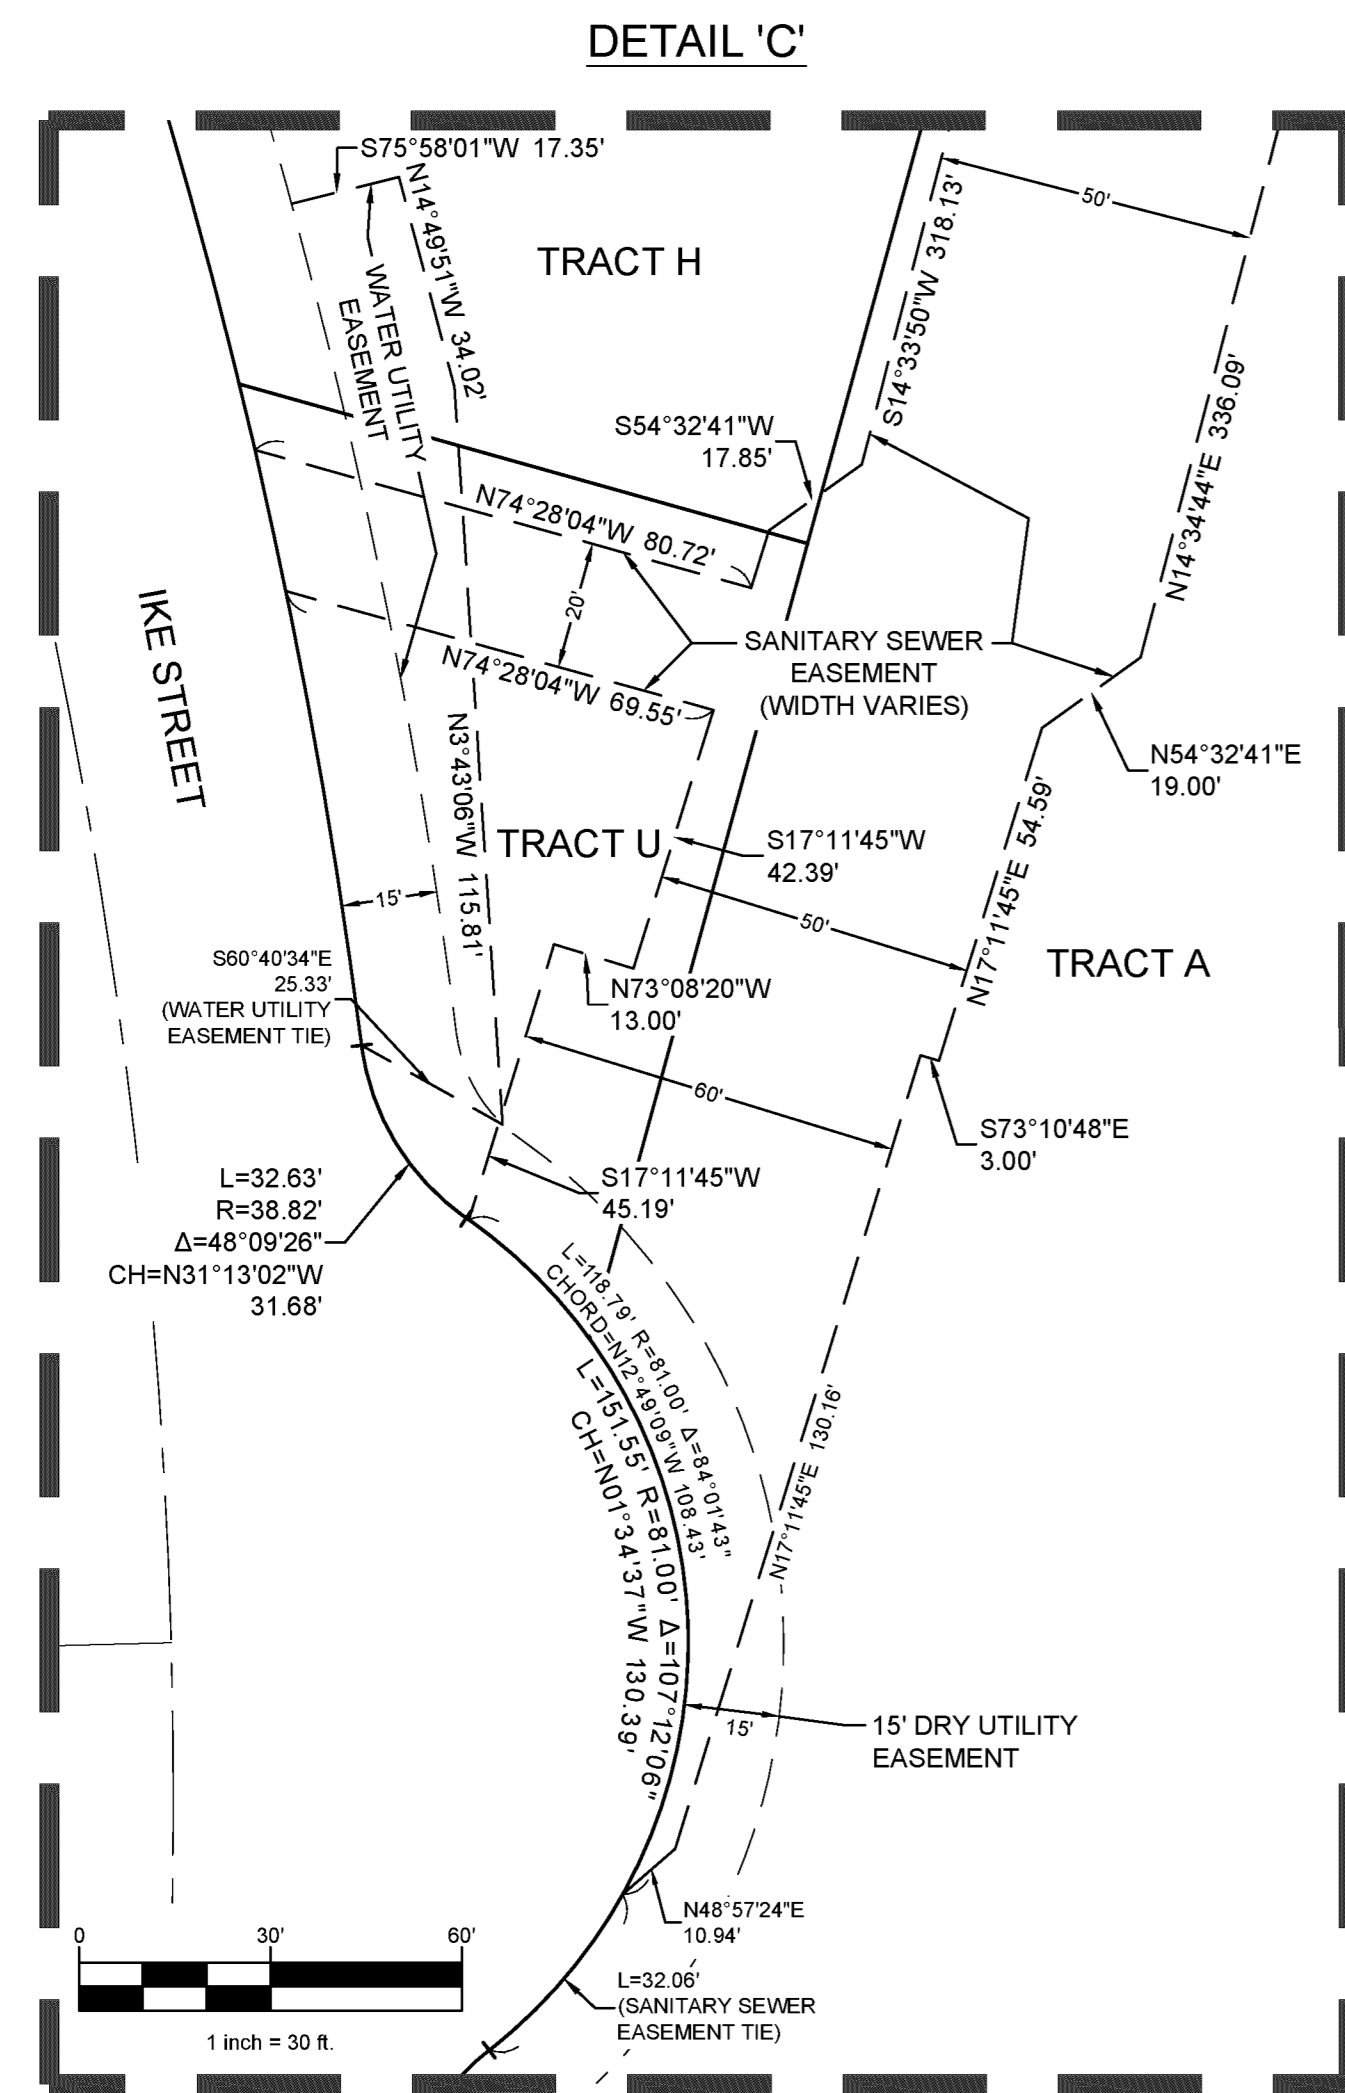 DETAIL 'C'
S75°58'01"W 17.35'
N14°49'51"W 34.02'
TRACT H
50'
S14°33'50"W 318.13'
WATER UTILITY
EASEMENT
N14°34'44"E 336.09'
S54°32'41"W
17.85'
N74°28'04"W 80.72'
20'
IKE STREET
SANITARY SEWER
EASEMENT
(WIDTH VARIES)
N74°28'04"W 69.55'
N54°32'41"E
19.00'
N3°43'06"W 115.81'
TRACT U
S17°11'45"W
42.39'
N17°11'45"E 54.59'
15'
50'
TRACT A
S60°40'34"E
25.33'
(WATER UTILITY
EASEMENT TIE)
N73°08'20"W
13.00'
60'
S73°10'48"E
3.00'
S17°11'45"W
45.19'
L=32.63'
R=38.82'
Δ=48°09'26"
CH=N31°13'02"W
31.68'
L=118.79' R=81.00' Δ=84°01'43"
CHORD=N12°49'09"W 108.43'
L=151.55' R=81.00' Δ=107°12'06"
CH=N01°34'37"W 130.39'
N17°11'45"E 130.16'
15'
15' DRY UTILITY
EASEMENT
N48°57'24"E
10.94'
L=32.06'
(SANITARY SEWER
EASEMENT TIE)
0 30' 60'
1 inch = 30 ft.